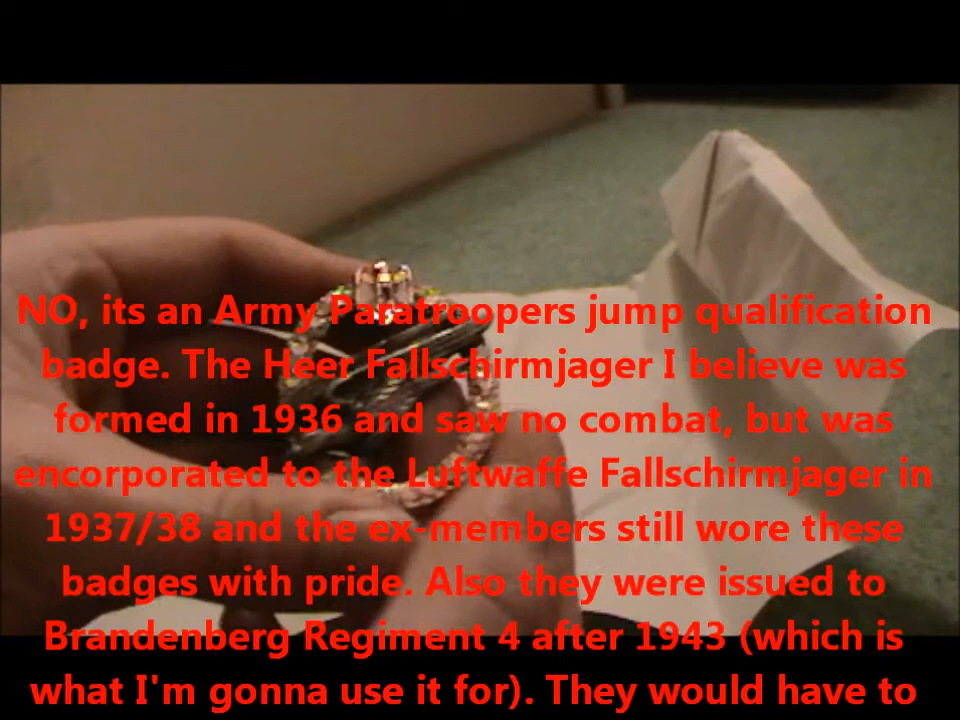 NO, its an Army Paratroopers jump qualification
badge. The Heer Fallschirmjager I believe was
formed in 1936 and saw no combat, but was
encorporated to the Luftwaffe Fallschirmjager in
1937/38 and the ex-members still wore these
badges with pride. Also they were issued to
Brandenberg Regiment 4 after 1943 (which is
what I'm gonna use it for). They would have to